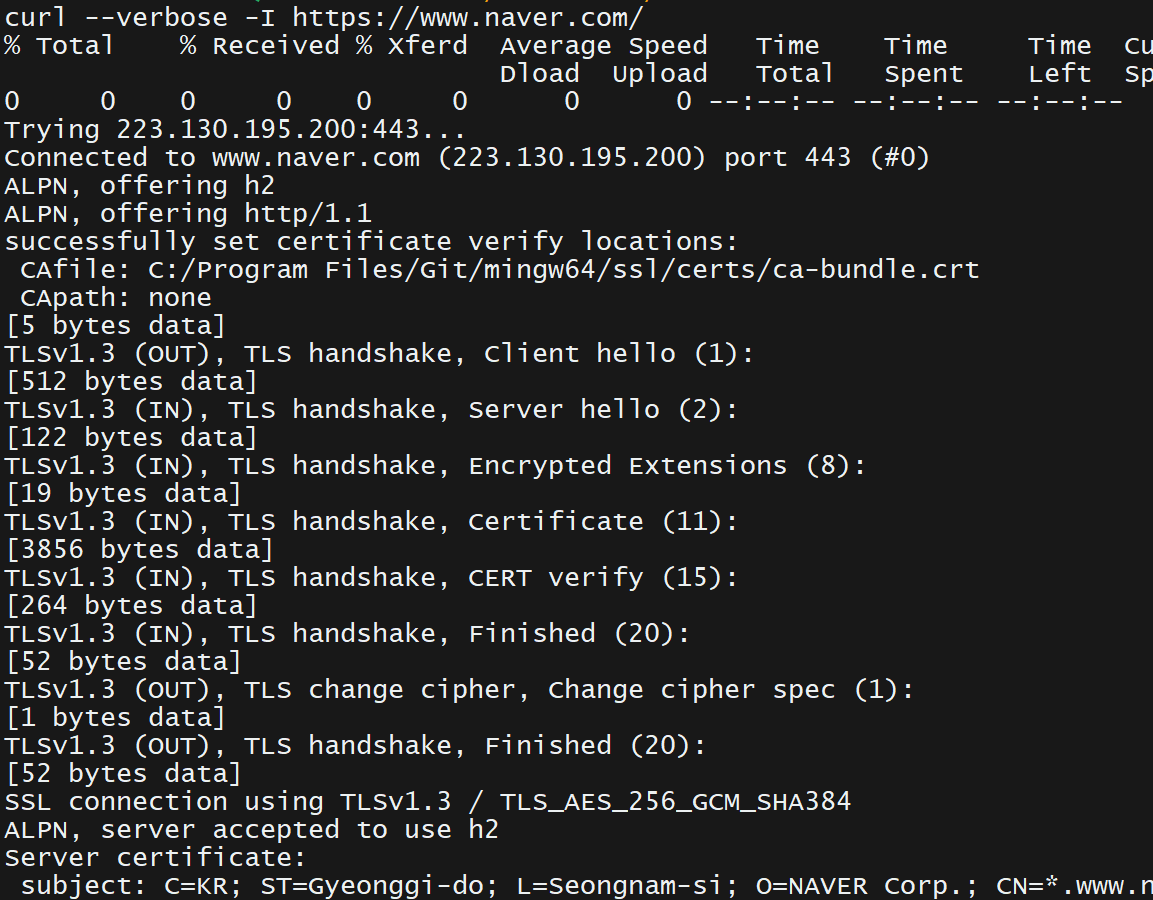 curl --verbose -I https://www.naver.com/
% Total    % Received % Xferd  Average Speed   Time    Time     Time  Cu
                               Dload  Upload   Total   Spent    Left  Sp
0     0    0     0    0     0      0      0 --:--:-- --:--:-- --:--:--
Trying 223.130.195.200:443...
Connected to www.naver.com (223.130.195.200) port 443 (#0)
ALPN, offering h2
ALPN, offering http/1.1
successfully set certificate verify locations:
 CAfile: C:/Program Files/Git/mingw64/ssl/certs/ca-bundle.crt
 CApath: none
[5 bytes data]
TLSv1.3 (OUT), TLS handshake, Client hello (1):
[512 bytes data]
TLSv1.3 (IN), TLS handshake, Server hello (2):
[122 bytes data]
TLSv1.3 (IN), TLS handshake, Encrypted Extensions (8):
[19 bytes data]
TLSv1.3 (IN), TLS handshake, Certificate (11):
[3856 bytes data]
TLSv1.3 (IN), TLS handshake, CERT verify (15):
[264 bytes data]
TLSv1.3 (IN), TLS handshake, Finished (20):
[52 bytes data]
TLSv1.3 (OUT), TLS change cipher, Change cipher spec (1):
[1 bytes data]
TLSv1.3 (OUT), TLS handshake, Finished (20):
[52 bytes data]
SSL connection using TLSv1.3 / TLS_AES_256_GCM_SHA384
ALPN, server accepted to use h2
Server certificate:
 subject: C=KR; ST=Gyeonggi-do; L=Seongnam-si; O=NAVER Corp.; CN=*.www.n